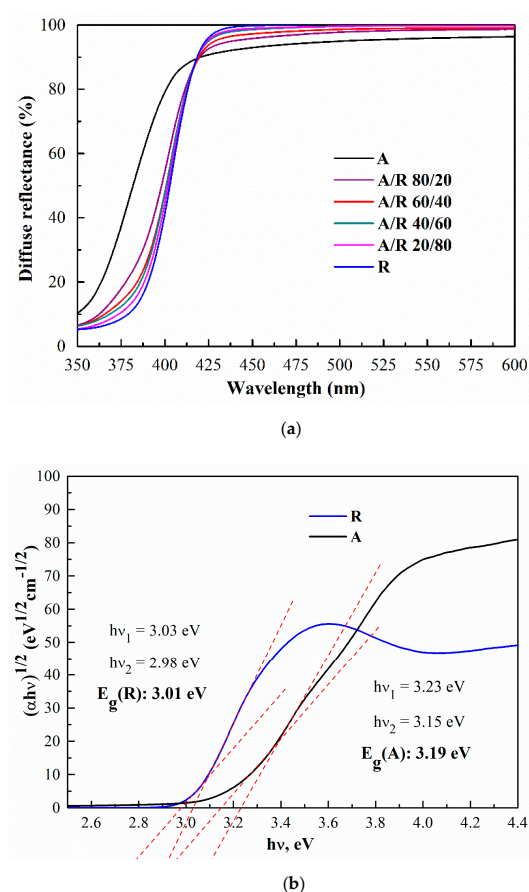 100
80
60
40
20
0
Diffuse reflectance (%)
A
A/R 80/20
A/R 60/40
A/R 40/60
A/R 20/80
R
350 375 400 425 450 475 500 525 550 575 600
Wavelength (nm)
(a)
100
90
80
70
60
50
40
30
20
10
0
(αhν)^1/2 (eV^1/2cm^-1/2)
R
A
hν1 = 3.03 eV
hν2 = 2.98 eV
Eg(R): 3.01 eV
hν1 = 3.23 eV
hν2 = 3.15 eV
Eg(A): 3.19 eV
2.6 2.8 3.0 3.2 3.4 3.6 3.8 4.0 4.2 4.4
hν, eV
(b)